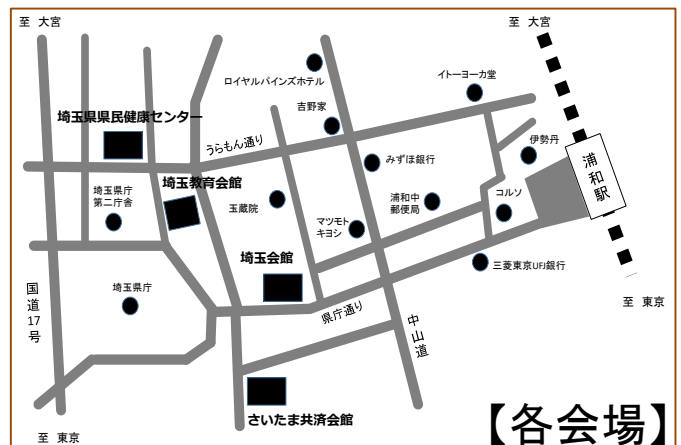 至 大宮
至 大宮
ロイヤルパインズホテル
イトーヨーカ堂
吉野家
埼玉県県民健康センター
うらもん通り
伊勢丹
浦和駅
みずほ銀行
埼玉教育会館
埼玉県庁
第二庁舎
玉蔵院
浦和中
郵便局
コルソ
マツモト
キヨシ
埼玉会館
三菱東京UFJ銀行
埼玉県庁
国道17号
県庁通り
中山道
至 東京
さいたま共済会館
至 東京
【各会場】